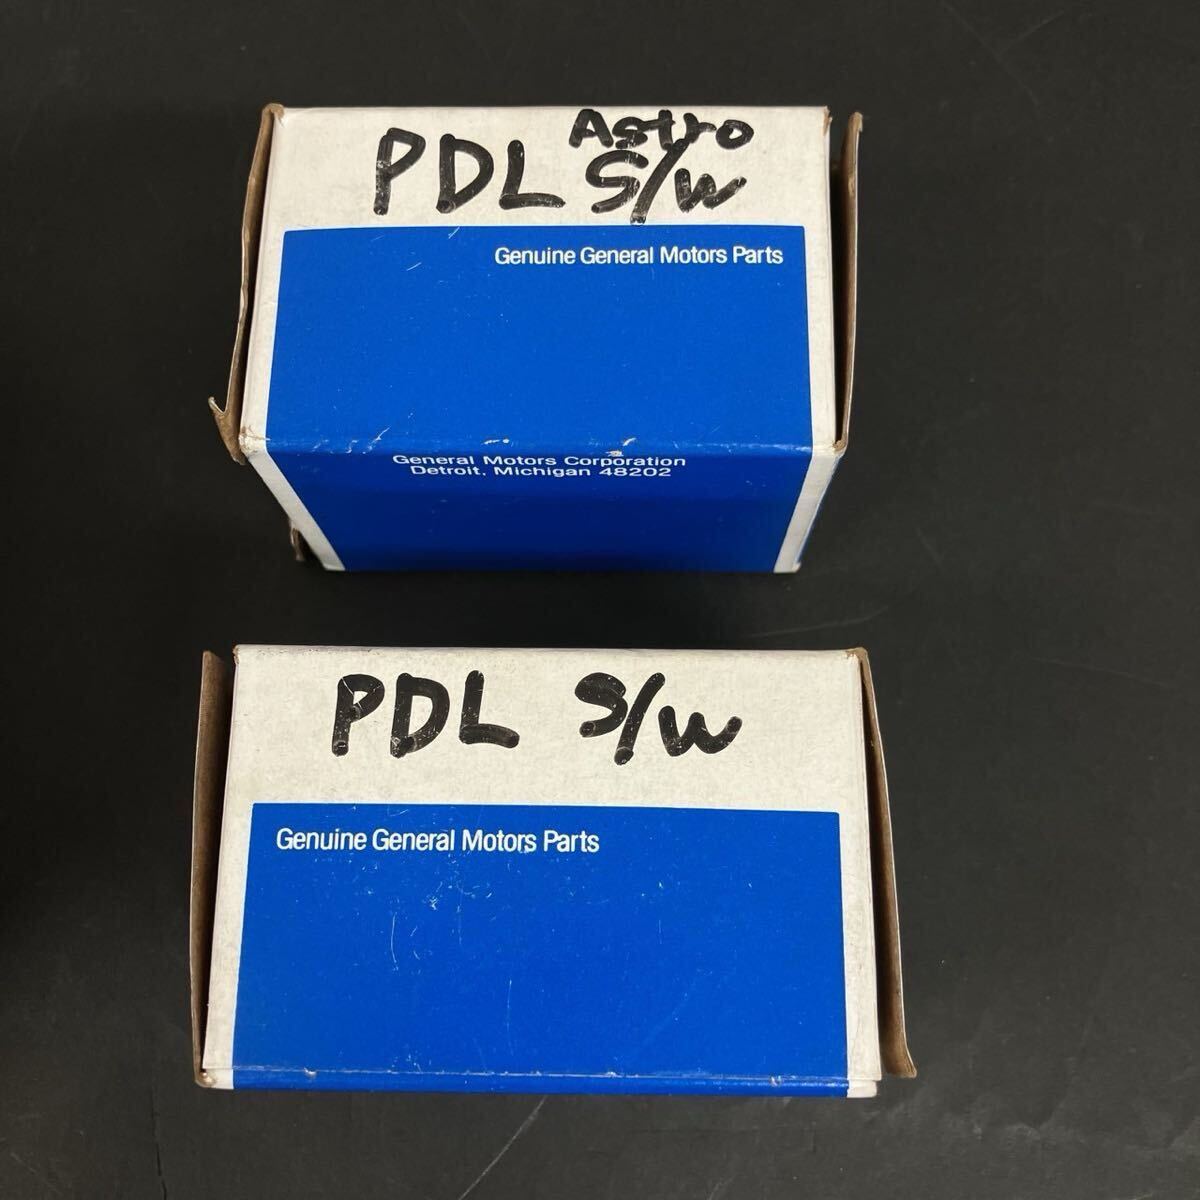 Astro
PDL S/W
Genuine General Motors Parts
General Motors Corporation
Detroit, Michigan 48202
PDL S/W
Genuine General Motors Parts